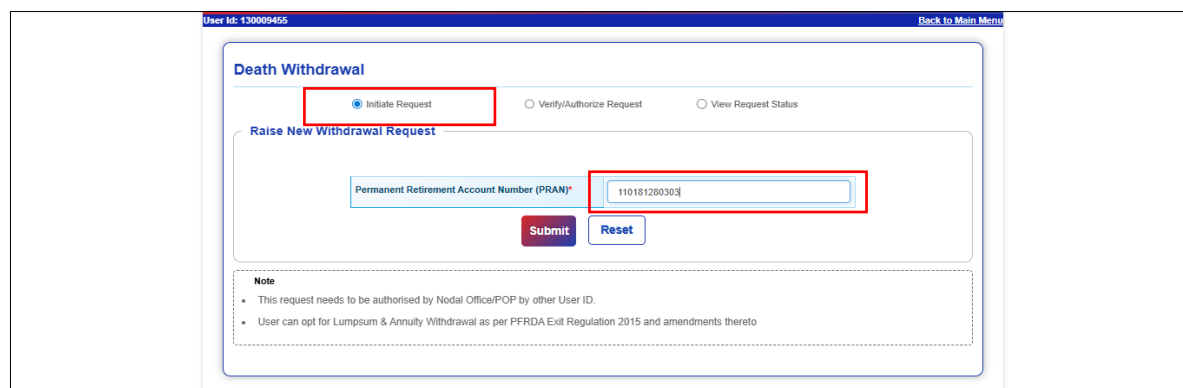 User Id: 130009455 Back to Main Menu
Death Withdrawal
Initiate Request Verify/Authorize Request View Request Status
Raise New Withdrawal Request
Permanent Retirement Account Number (PRAN)* 110181280303
Submit Reset
Note
• This request needs to be authorised by Nodal Office/POP by other User ID.
• User can opt for Lumpsum & Annuity Withdrawal as per PFRDA Exit Regulation 2015 and amendments thereto